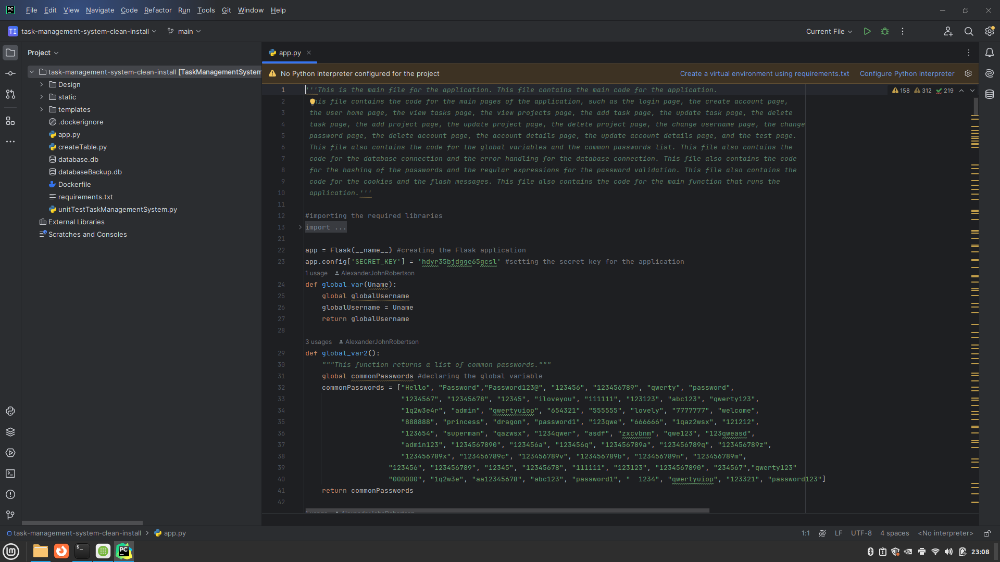 PC
File Edit View Navigate Code Refactor Run Tools Git Window Help
TI task-management-system-clean-install main Current File
Project
app.py
task-management-system-clean-install [TaskManagementSystem
No Python interpreter configured for the project Create a virtual environment using requirements.txt Configure Python interpreter
Design
static
templates
.dockerignore
app.py
createTable.py
database.db
databaseBackup.db
Dockerfile
requirements.txt
unitTestTaskManagementSystem.py
External Libraries
Scratches and Consoles
158 312 219
1 '''This is the main file for the application. This file contains the main code for the application.
2 his file contains the code for the main pages of the application, such as the login page, the create account page,
3 the user home page, the view tasks page, the view projects page, the add task page, the update task page, the delete
4 task page, the add project page, the update project page, the delete project page, the change username page, the change
5 password page, the delete account page, the account details page, the update account details page, and the test page.
6 This file also contains the code for the global variables and the common passwords list. This file also contains the
7 code for the database connection and the error handling for the database connection. This file also contains the code
8 for the hashing of the passwords and the regular expressions for the password validation. This file also contains the
9 code for the cookies and the flash messages. This file also contains the code for the main function that runs the
10 application.'''
11
12 #importing the required libraries
13 import ...
21
22 app = Flask(__name__) #creating the Flask application
23 app.config['SECRET_KEY'] = 'hdyr35bjdgge65gcsl' #setting the secret key for the application
1 usage AlexanderJohnRobertson
24 def global_var(Uname):
25 global globalUsername
26 globalUsername = Uname
27 return globalUsername
28
3 usages AlexanderJohnRobertson
29 def global_var2():
30 """This function returns a list of common passwords."""
31 global commonPasswords #declaring the global variable
32 commonPasswords = ["Hello", "Password","Password123@", "123456", "123456789", "qwerty", "password",
33 "1234567", "12345678", "12345", "iloveyou", "111111", "123123", "abc123", "qwerty123",
34 "1q2w3e4r", "admin", "qwertyuiop", "654321", "555555", "lovely", "7777777", "welcome",
35 "888888", "princess", "dragon", "password1", "123qwe", "666666", "1qaz2wsx", "121212",
36 "123654", "superman", "qazwsx", "1234qwer", "asdf", "zxcvbnm", "qwe123", "123qweasd",
37 "admin123", "1234567890", "123456a", "123456q", "123456789a", "123456789q", "123456789z",
38 "123456789x", "123456789c", "123456789v", "123456789b", "123456789n", "123456789m",
39 "123456", "123456789", "12345", "12345678", "111111", "123123", "1234567890", "234567","qwerty123"
40 "000000", "1q2w3e", "aa12345678", "abc123", "password1", "  1234", "qwertyuiop", "123321", "password123"]
41 return commonPasswords
42
1 usage AlexanderJohnRobertson
task-management-system-clean-install > app.py 1:1 LF UTF-8 4 spaces <No interpreter>
PC 23:08